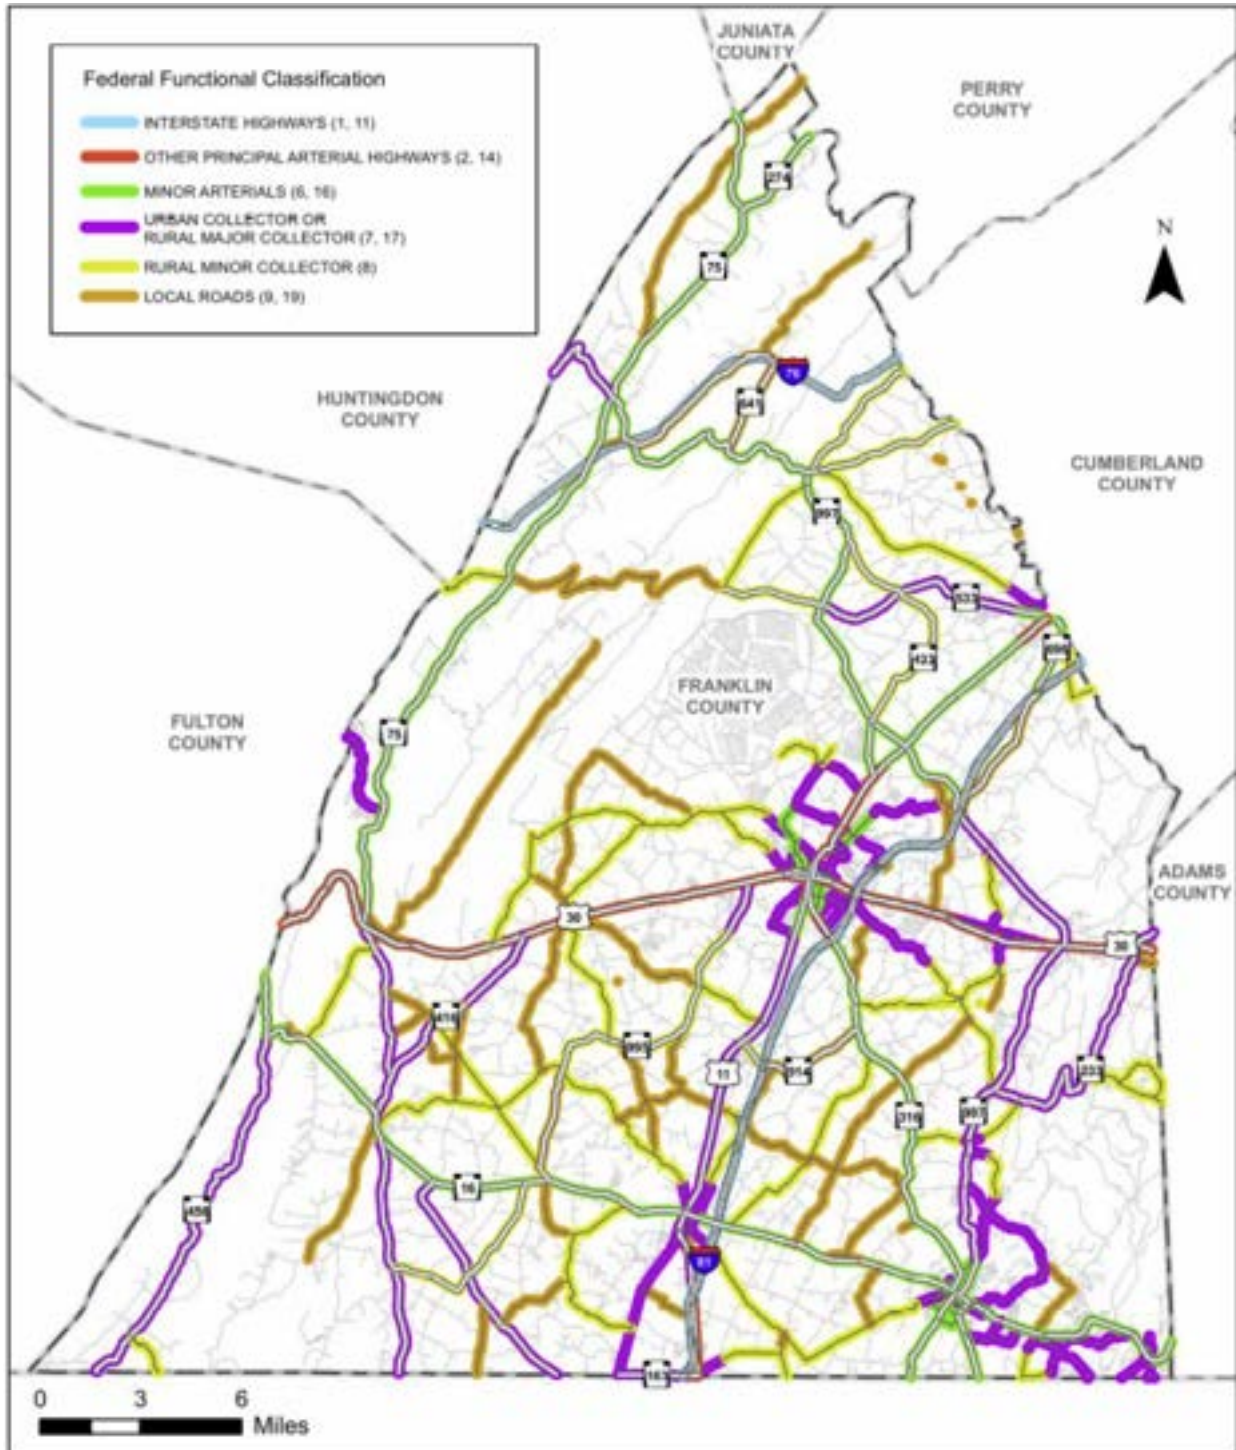 JUNIATA
COUNTY
PERRY
COUNTY
Federal Functional Classification
INTERSTATE HIGHWAYS (1, 11)
OTHER PRINCIPAL ARTERIAL HIGHWAYS (2, 14)
MINOR ARTERIALS (6, 16)
URBAN COLLECTOR OR
RURAL MAJOR COLLECTOR (7, 17)
RURAL MINOR COLLECTOR (8)
LOCAL ROADS (9, 19)
274
N
75
76
HUNTINGDON
COUNTY
641
CUMBERLAND
COUNTY
997
533
433
696
FRANKLIN
COUNTY
FULTON
COUNTY
75
ADAMS
COUNTY
30
30
416
995
11
914
233
316
997
16
456
81
163
0 3 6
Miles